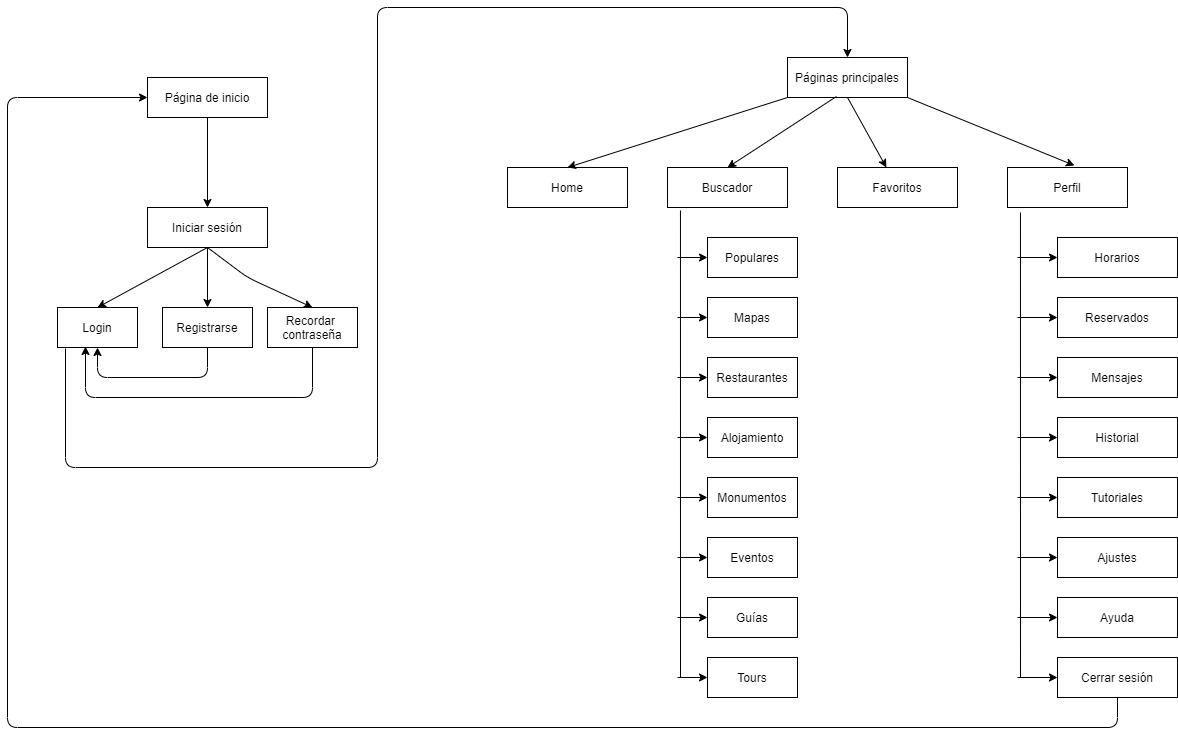 Páginas principales
Página de inicio
Home
Buscador
Favoritos
Perfil
Iniciar sesión
Populares
Horarios
Login
Registrarse
Recordar
contraseña
Mapas
Reservados
Restaurantes
Mensajes
Alojamiento
Historial
Monumentos
Tutoriales
Eventos
Ajustes
Guías
Ayuda
Tours
Cerrar sesión